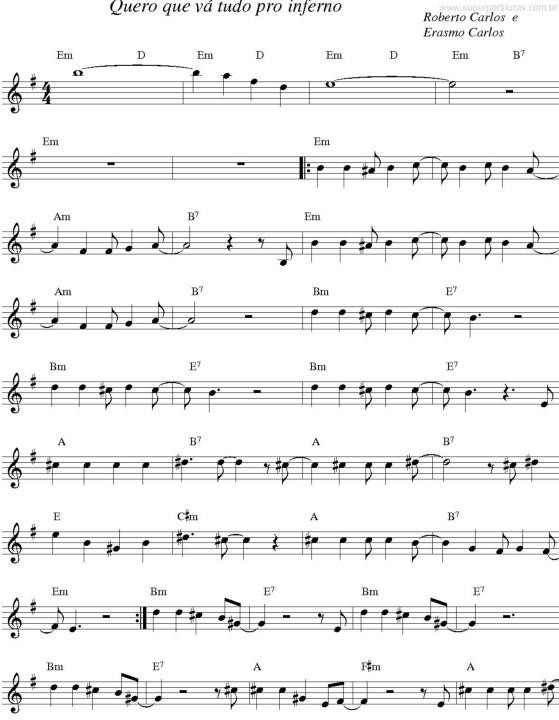 www.superpartituras.com.br
Quero que vá tudo pro inferno
Roberto Carlos e
Erasmo Carlos
Em D Em D Em D Em B7
4
4
Em Em
Am B7 Em
Am B7 Bm E7
Bm E7 Bm E7
A B7 A B7
E C#m A B7
Em Bm E7 Bm E7
Bm E7 A F#m A